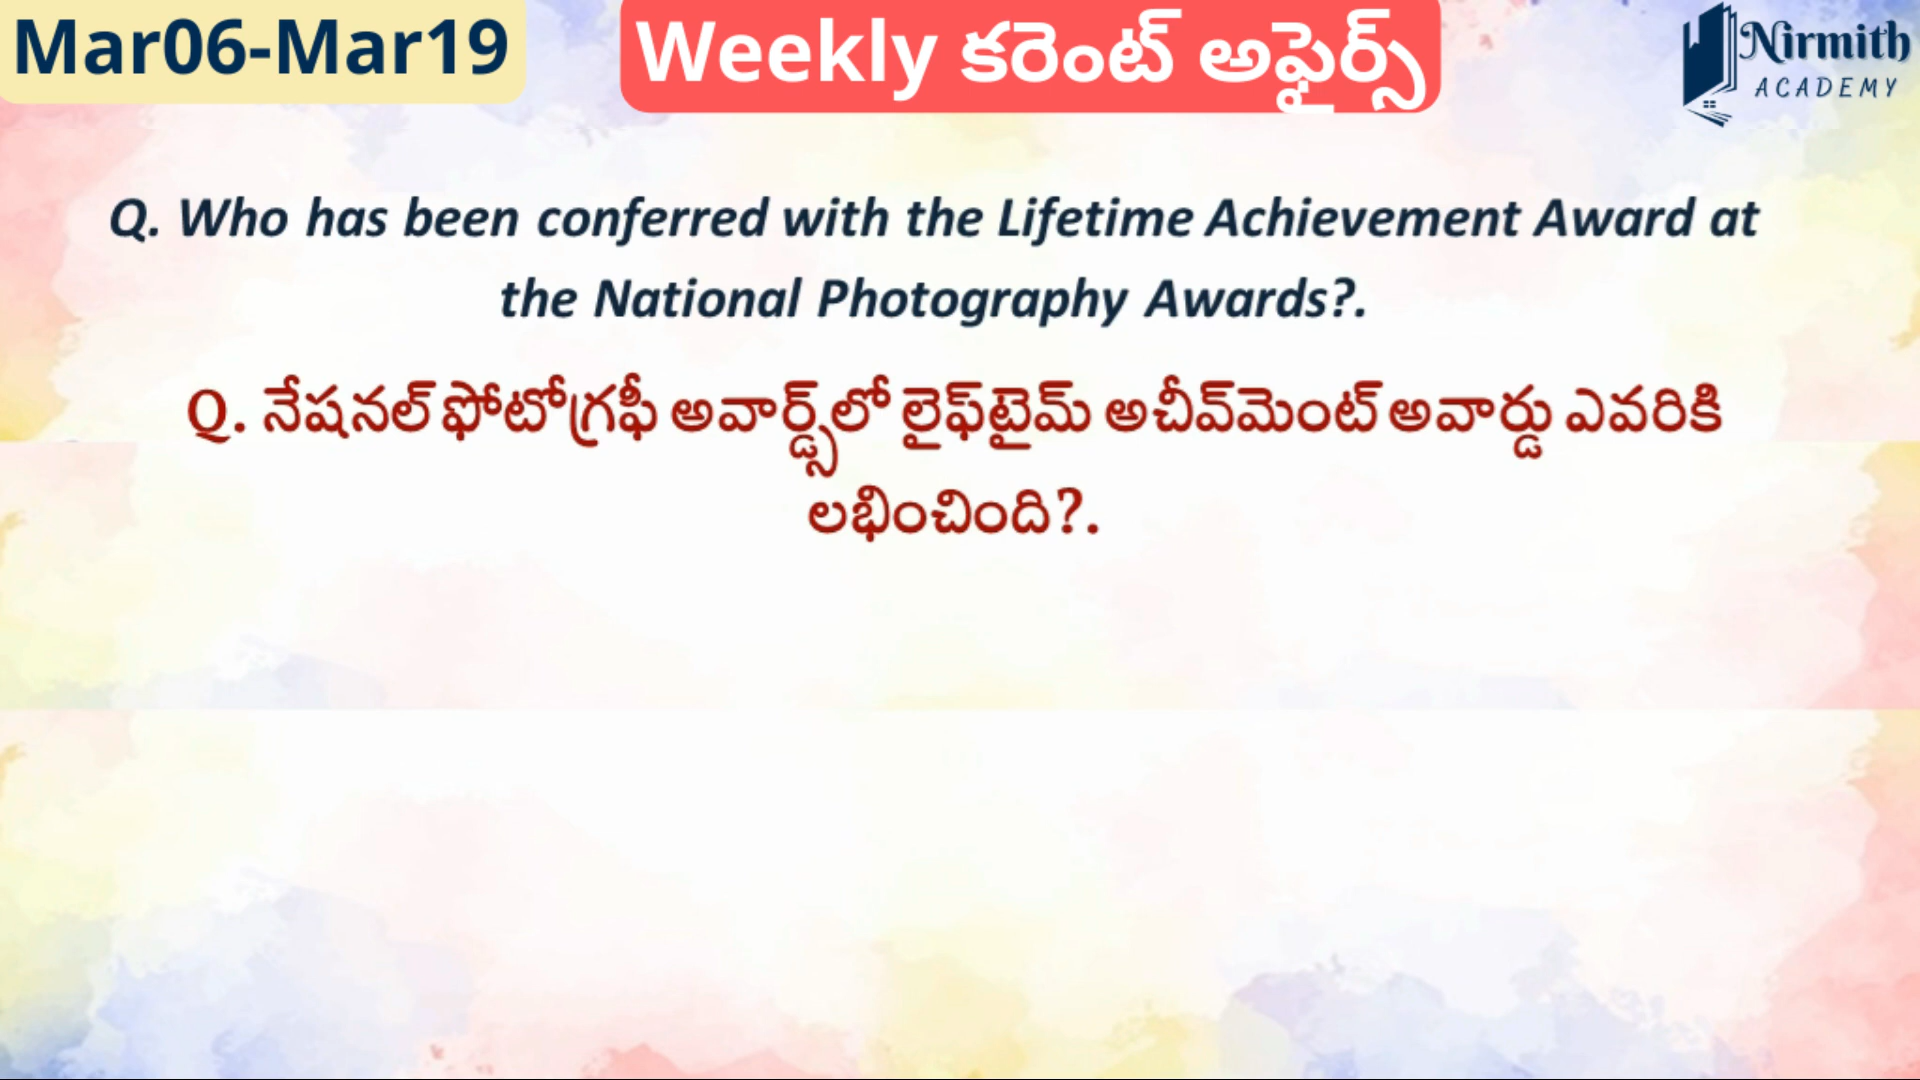 Mar06-Mar19
Weekly కరెంట్ అఫైర్స్
Nirmith
ACADEMY
Q. Who has been conferred with the Lifetime Achievement Award at
the National Photography Awards?.
Q. నేషనల్ ఫోటోగ్రఫీ అవార్డ్స్‌లో లైఫ్‌టైమ్ అచీవ్‌మెంట్ అవార్డు ఎవరికి
లభించింది?.